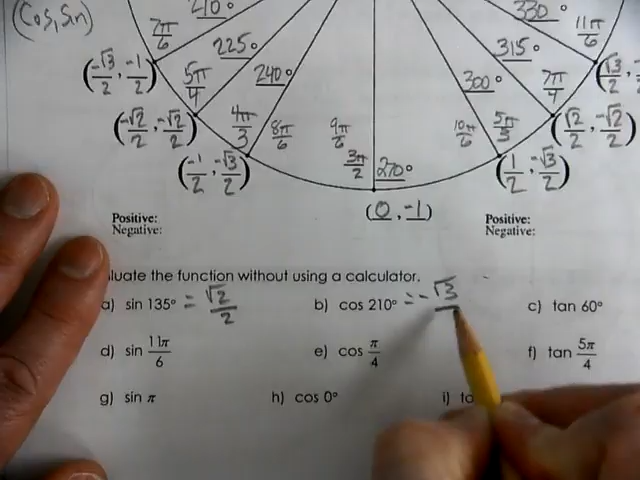 (Cos, Sin)
210°
330°
7π/6
225°
315°
11π/6
(-√3/2, -1/2)
5π/4
240°
300°
7π/4
(√3/2, -
(-√2/2, -√2/2)
4π/3
8π/6
9π/6
10π/6
5π/3
(√2/2, -√2/2)
(-1/2, -√3/2)
3π/2
270°
(1/2, -√3/2)
(0, -1)
Positive:
Negative:
Positive:
Negative:
luate the function without using a calculator.
a) sin 135° = √2/2
b) cos 210° = -√3
c) tan 60°
d) sin 11π/6
e) cos π/4
f) tan 5π/4
g) sin π
h) cos 0°
i) ta